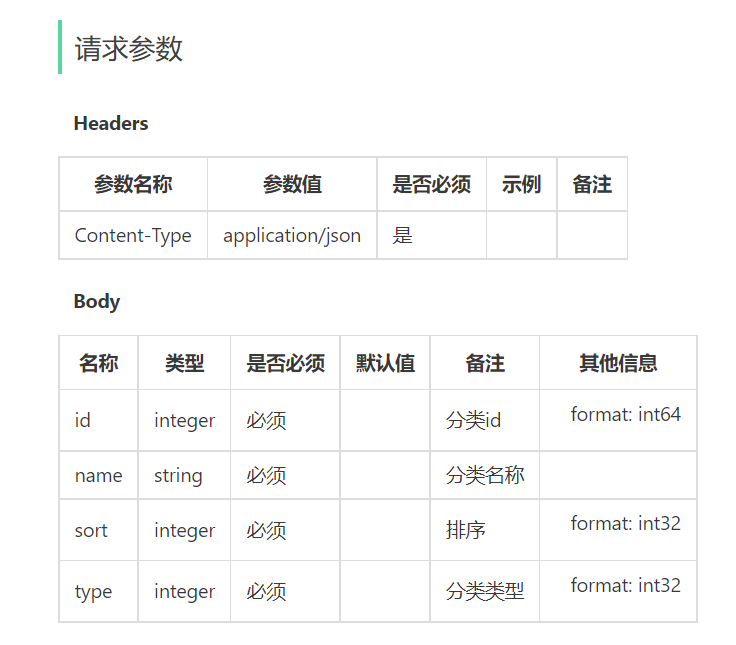 请求参数
Headers
参数名称 参数值 是否必须 示例 备注
Content-Type application/json 是
Body
名称 类型 是否必须 默认值 备注 其他信息
id integer 必须 分类id format: int64
name string 必须 分类名称
sort integer 必须 排序 format: int32
type integer 必须 分类类型 format: int32